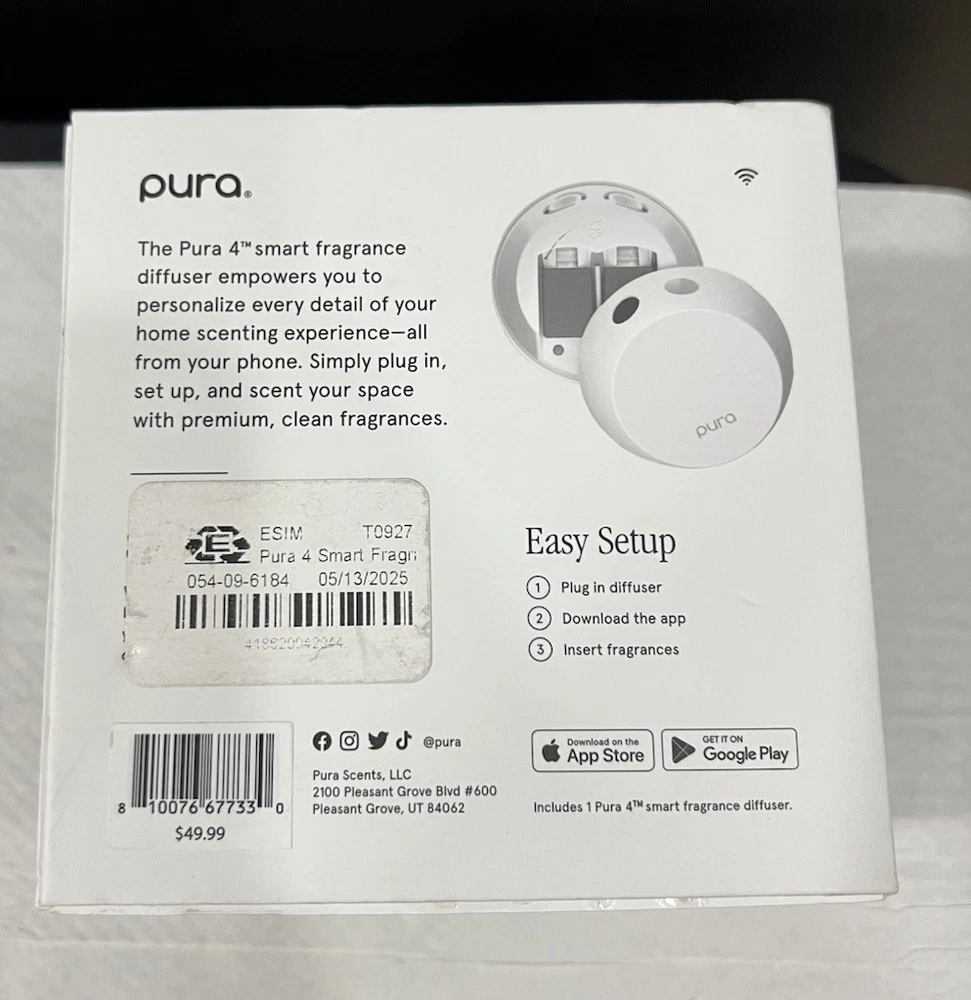 pura®
The Pura 4™ smart fragrance
diffuser empowers you to
personalize every detail of your
home scenting experience—all
from your phone. Simply plug in,
set up, and scent your space
with premium, clean fragrances.
pura
ESIM T0927
Pura 4 Smart Fragr
054-09-6184 05/13/2025
Easy Setup
1 Plug in diffuser
2 Download the app
3 Insert fragrances
8 10076 67733 0
$49.99
@pura
Pura Scents, LLC
2100 Pleasant Grove Blvd #600
Pleasant Grove, UT 84062
Download on the
App Store
GET IT ON
Google Play
Includes 1 Pura 4™ smart fragrance diffuser.